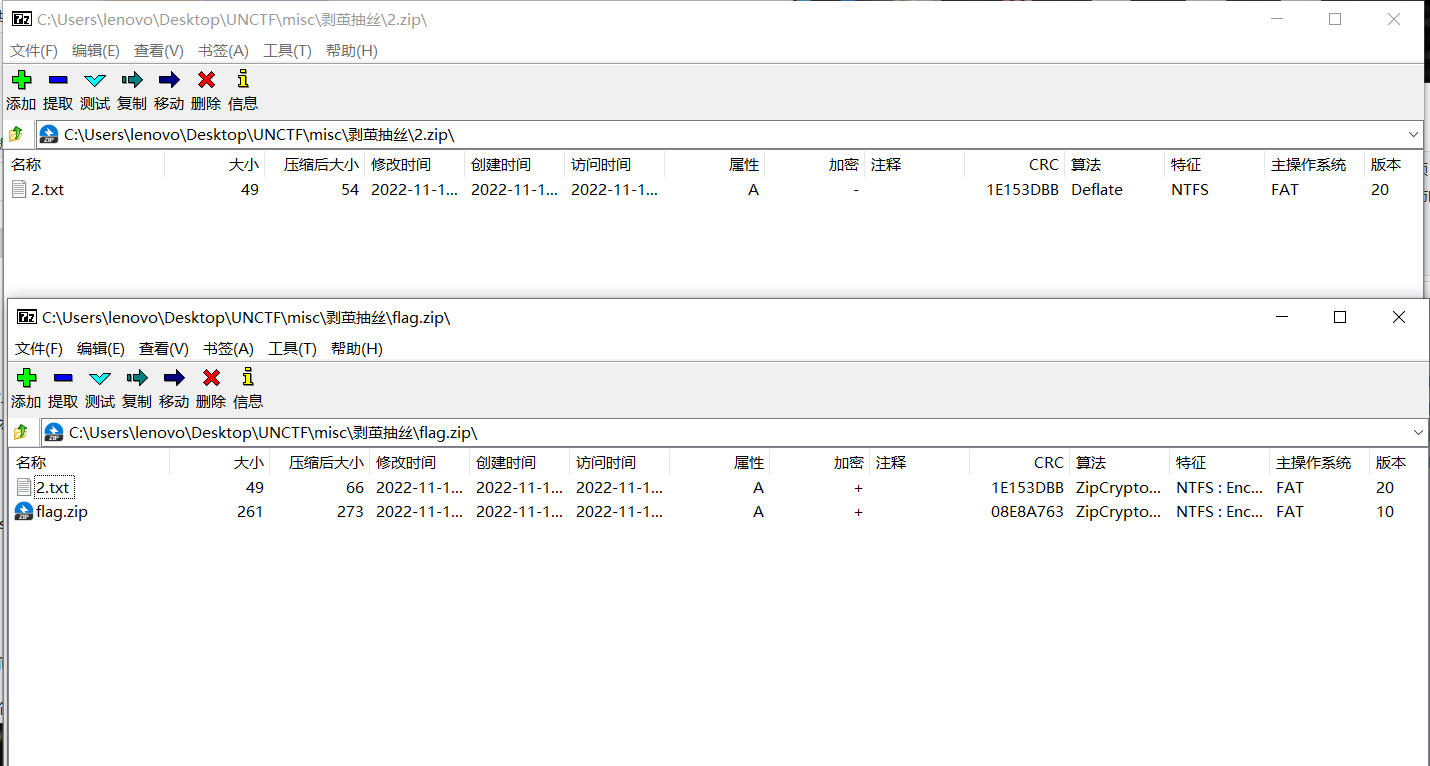 C:\Users\lenovo\Desktop\UNCTF\misc\剥茧抽丝\2.zip\
文件(F) 编辑(E) 查看(V) 书签(A) 工具(T) 帮助(H)
添加 提取 测试 复制 移动 删除 信息
C:\Users\lenovo\Desktop\UNCTF\misc\剥茧抽丝\2.zip\
名称 大小 压缩后大小 修改时间 创建时间 访问时间 属性 加密 注释 CRC 算法 特征 主操作系统 版本
2.txt 49 54 2022-11-1... 2022-11-1... 2022-11-1... A - 1E153DBB Deflate NTFS FAT 20
C:\Users\lenovo\Desktop\UNCTF\misc\剥茧抽丝\flag.zip\
文件(F) 编辑(E) 查看(V) 书签(A) 工具(T) 帮助(H)
添加 提取 测试 复制 移动 删除 信息
C:\Users\lenovo\Desktop\UNCTF\misc\剥茧抽丝\flag.zip\
名称 大小 压缩后大小 修改时间 创建时间 访问时间 属性 加密 注释 CRC 算法 特征 主操作系统 版本
2.txt 49 66 2022-11-1... 2022-11-1... 2022-11-1... A + 1E153DBB ZipCrypto... NTFS : Enc... FAT 20
flag.zip 261 273 2022-11-1... 2022-11-1... 2022-11-1... A + 08E8A763 ZipCrypto... NTFS : Enc... FAT 10